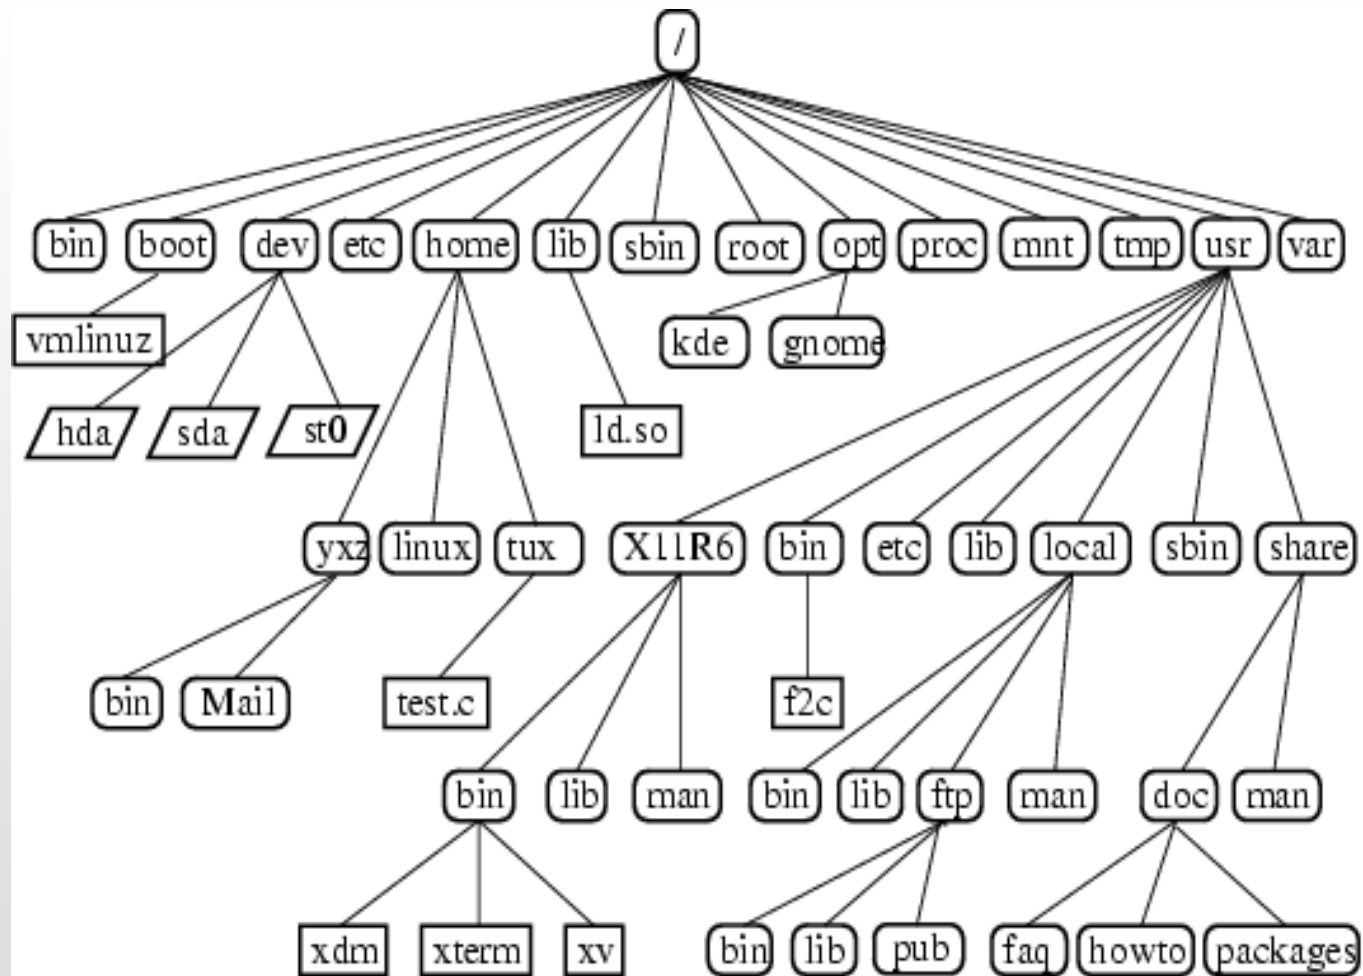 /
bin boot dev etc home lib sbin root opt proc mnt tmp usr var
vmlinuz kde gnome
hda sda st0 ld.so
yxz linux tux X11R6 bin etc lib local sbin share
bin Mail test.c f2c
bin lib man bin lib ftp man doc man
xdm xterm xv bin lib pub faq howto packages